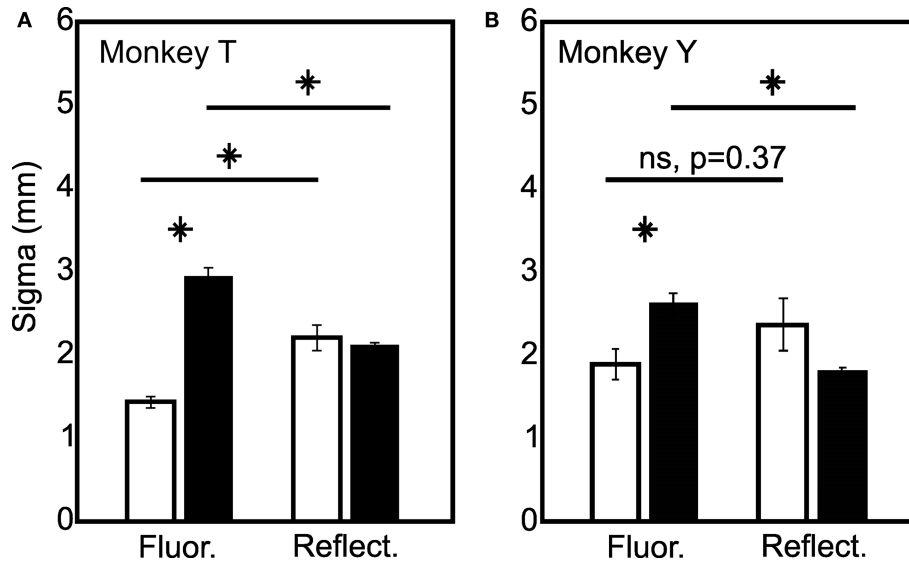 A
Monkey T
Sigma (mm)
6
5
4
3
2
1
0
*
*
*
Fluor. Reflect.
B
Monkey Y
6
5
4
3
2
1
0
*
ns, p=0.37
*
Fluor. Reflect.